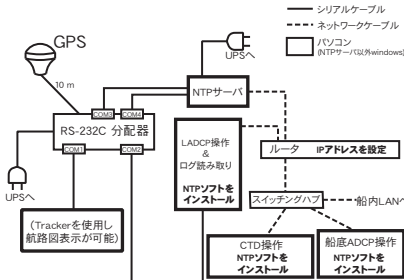 シリアルケーブル
ネットワークケーブル
パソコン
(NTPサーバ以外windows)
GPS
UPSへ
10 m
NTPサーバ
COM3
COM4
RS-232C 分配器
COM1
COM2
LADCP操作
&
ログ読み取り
NTPソフトを
インストール
ルータ IPアドレスを設定
UPSへ
スイッチングハブ
船内LANへ
(Trackerを使用し
航路図表示が可能)
CTD操作
NTPソフトを
インストール
船底ADCP操作
NTPソフトを
インストール